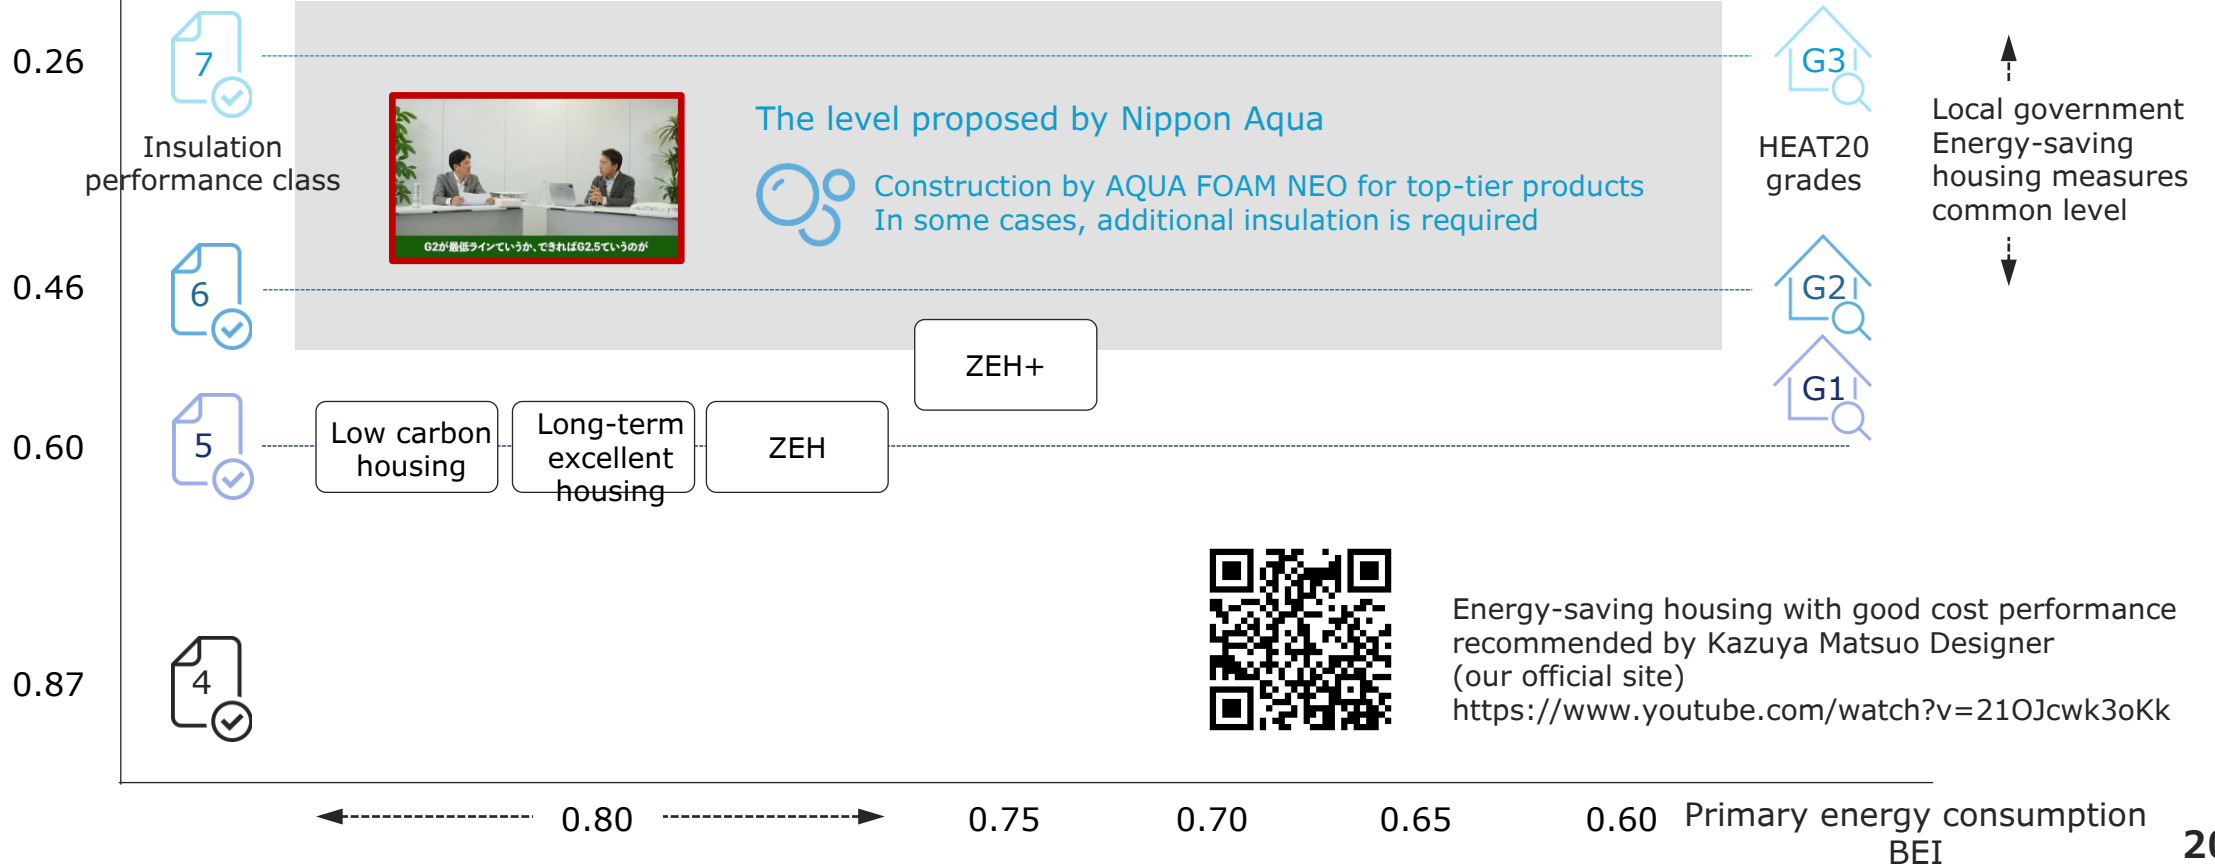 0.26
7
G3
Insulation
performance class
The level proposed by Nippon Aqua
Construction by AQUA FOAM NEO for top-tier products
In some cases, additional insulation is required
G2が最低ラインていうか、できればG2.5ていうのが
HEAT20
grades
Local government
Energy-saving
housing measures
common level
0.46
6
G2
ZEH+
G1
0.60
5
Low carbon
housing
Long-term
excellent
housing
ZEH
0.87
4
Energy-saving housing with good cost performance
recommended by Kazuya Matsuo Designer
(our official site)
https://www.youtube.com/watch?v=21OJcwk3oKk
0.80
0.75
0.70
0.65
0.60
Primary energy consumption
BEI